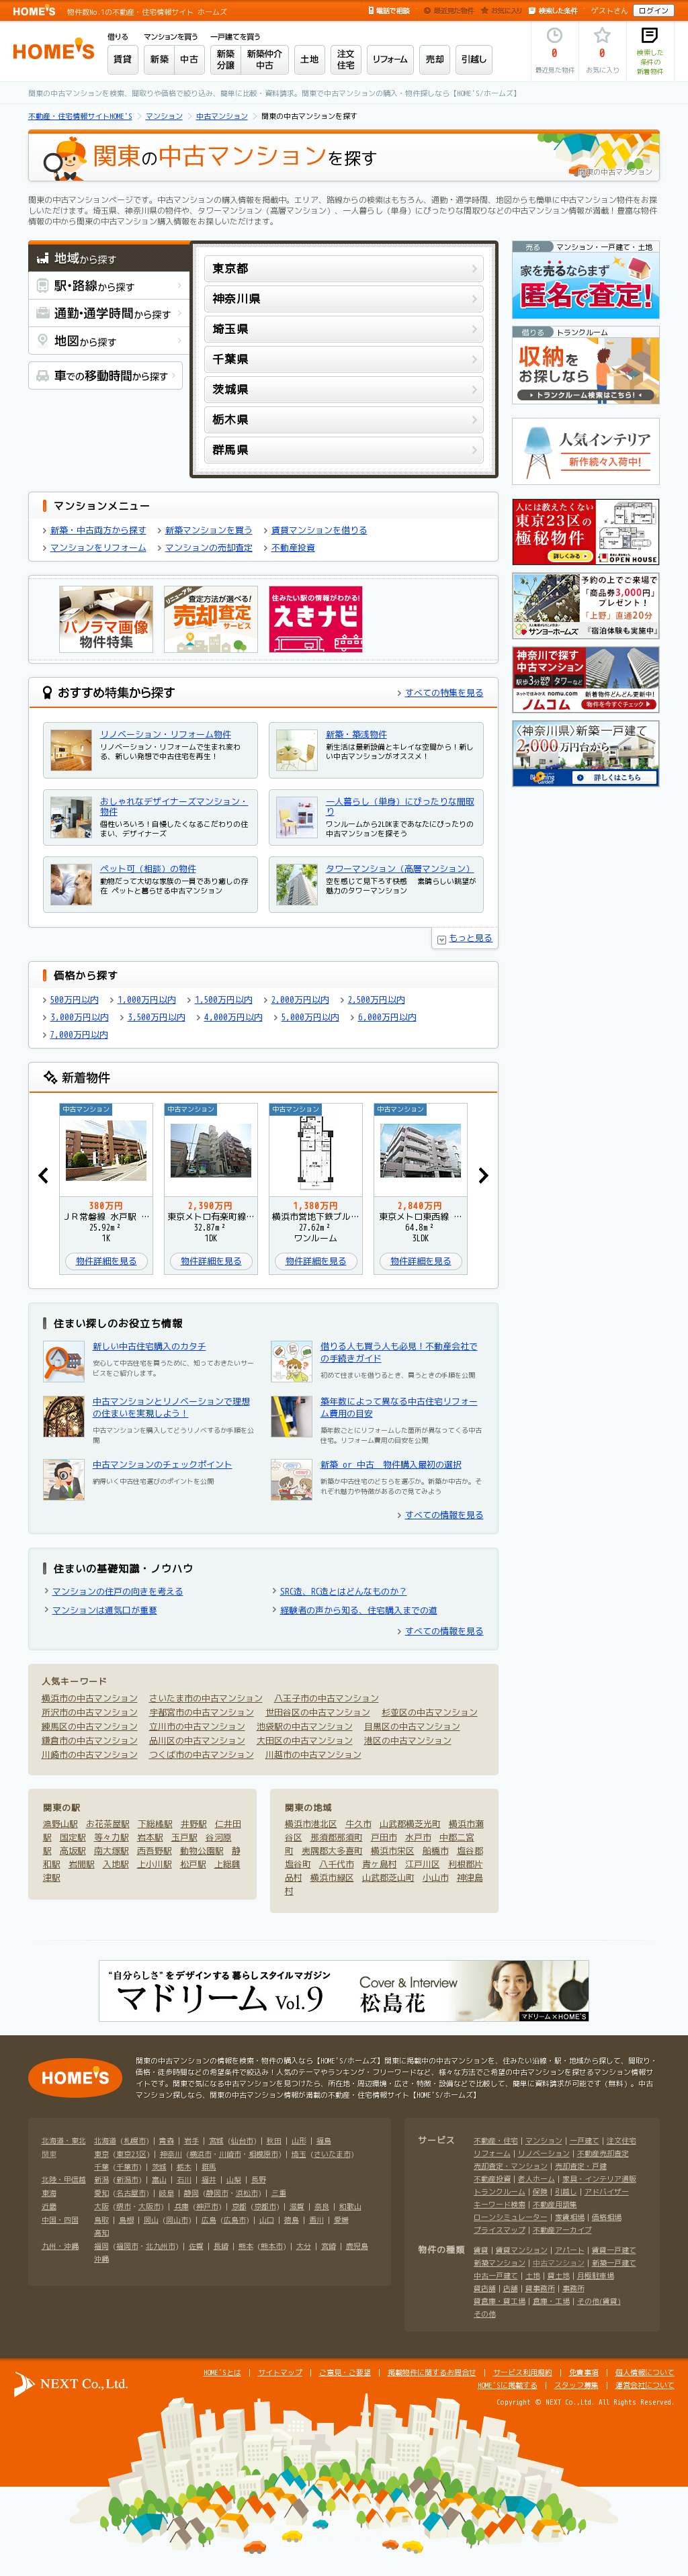 HOME'S 物件数No.1の不動産・住宅情報サイト ホームズ
電話で相談 最近見た物件 お気に入り 検索した条件 ゲストさん ログイン
HOME'S
借りる マンションを買う 一戸建てを買う
賃貸 新築 中古 新築分譲 新築仲介中古 土地 注文住宅 リフォーム 売却 引越し
0 最近見た物件
0 お気に入り
検索した条件の新着物件
関東の中古マンションを検索、間取りや価格で絞り込み、簡単に比較・資料請求。関東で中古マンションの購入・物件探しなら【HOME'S/ホームズ】
不動産・住宅情報サイトHOME'S マンション 中古マンション 関東の中古マンションを探す
関東の中古マンションを探す
関東の中古マンション
関東の中古マンションページです。中古マンションの購入情報を掲載中。エリア、路線からの検索はもちろん、通勤・通学時間、地図からも簡単に中古マンション物件をお探しいただけます。埼玉県、神奈川県の物件や、タワーマンション（高層マンション）、一人暮らし（単身）にぴったりな間取りなどの中古マンション情報が満載！豊富な物件情報の中から関東の中古マンション購入情報をお探しいただけます。
地域から探す
駅・路線から探す
通勤・通学時間から探す
地図から探す
車での移動時間から探す
東京都
神奈川県
埼玉県
千葉県
茨城県
栃木県
群馬県
売る マンション・一戸建て・土地
家を売るならまず
匿名で査定!
借りる トランクルーム
収納をお探しなら
トランクルーム検索はこちら!
人気インテリア
新作続々入荷中!
人には教えたくない
東京23区の
極秘物件
詳しくみる
OPEN HOUSE
予約の上でご来場で
「商品券3,000円」
プレゼント!
「上野」直通20分
サンヨーホームズ
「宿泊体験も実施中」
神奈川で探す
中古マンション
駅歩3分 タワーなど
ネットで住みかえ nomu.com
ノムコム
新着物件どんどん更新中!
物件を今すぐチェック
〈神奈川県〉新築一戸建て
2,000万円台から
詳しくはこちら
マンションメニュー
新築・中古両方から探す 新築マンションを買う 賃貸マンションを借りる
マンションをリフォーム マンションの売却査定 不動産投資
パノラマ画像
物件特集
リニューアル
査定方法が選べる!
売却査定
サービス
住みたい駅の情報がわかる!
えきナビ
おすすめ特集から探す
すべての特集を見る
リノベーション・リフォーム物件
リノベーション・リフォームで生まれ変わる、新しい発想で中古住宅を再生！
新築・築浅物件
新生活は最新設備とキレイな空間から！新しい中古マンションがオススメ！
おしゃれなデザイナーズマンション・物件
個性いろいろ！自慢したくなるこだわりの住まい、デザイナーズ
一人暮らし（単身）にぴったりな間取り
ワンルームから2LDKまであなたにぴったりの中古マンションを探そう
ペット可（相談）の物件
動物だって大切な家族の一員であり癒しの存在 ペットと暮らせる中古マンション
タワーマンション（高層マンション）
空を感じて見下ろす快感 素晴らしい眺望が魅力のタワーマンション
もっと見る
価格から探す
500万円以内 1,000万円以内 1,500万円以内 2,000万円以内 2,500万円以内
3,000万円以内 3,500万円以内 4,000万円以内 5,000万円以内 6,000万円以内
7,000万円以内
新着物件
中古マンション 中古マンション 中古マンション 中古マンション
380万円 2,390万円 1,380万円 2,840万円
ＪＲ常磐線 水戸駅 … 東京メトロ有楽町線… 横浜市営地下鉄ブル… 東京メトロ東西線 …
25.92m² 32.87m² 27.62m² 64.8m²
1K 1DK ワンルーム 3LDK
物件詳細を見る 物件詳細を見る 物件詳細を見る 物件詳細を見る
住まい探しのお役立ち情報
新しい中古住宅購入のカタチ
安心して中古住宅を買うために、知っておきたいサービスをご紹介します。
借りる人も買う人も必見！不動産会社での手続きガイド
初めて住まいを借りるとき、買うときの手順を公開
中古マンションとリノベーションで理想の住まいを実現しよう！
中古マンションを購入してどうリノベするか手順を公開
築年数によって異なる中古住宅リフォーム費用の目安
築年数ごとにリフォームした箇所が異なってくる中古住宅。リフォーム費用の目安を公開
中古マンションのチェックポイント
納得いく中古住宅選びのポイントを公開
新築 or 中古 物件購入最初の選択
新築か中古住宅のどちらを選ぶか。新築か中古か。それぞれ魅力や特徴があるので見てみよう
すべての情報を見る
住まいの基礎知識・ノウハウ
マンションの住戸の向きを考える SRC造、RC造とはどんなものか？
マンションは通気口が重要 経験者の声から知る、住宅購入までの道
すべての情報を見る
人気キーワード
横浜市の中古マンション さいたま市の中古マンション 八王子市の中古マンション
所沢市の中古マンション 宇都宮市の中古マンション 世田谷区の中古マンション 杉並区の中古マンション
練馬区の中古マンション 立川市の中古マンション 池袋駅の中古マンション 目黒区の中古マンション
鎌倉市の中古マンション 品川区の中古マンション 大田区の中古マンション 港区の中古マンション
川崎市の中古マンション つくば市の中古マンション 川越市の中古マンション
関東の駅
鴻野山駅 お花茶屋駅 下総橘駅 井野駅 仁井田駅 国定駅 等々力駅 岩本駅 玉戸駅 谷河原駅 高坂駅 南大塚駅 西吾野駅 動物公園駅 静和駅 岩間駅 入地駅 上小川駅 松戸駅 上総興津駅
関東の地域
横浜市港北区 牛久市 山武郡横芝光町 横浜市瀬谷区 那須郡那須町 戸田市 水戸市 中郡二宮町 夷隅郡大多喜町 横浜市栄区 船橋市 塩谷郡塩谷町 八千代市 青ヶ島村 江戸川区 利根郡片品村 横浜市緑区 山武郡芝山町 小山市 神津島村
“自分らしさ”をデザインする暮らしスタイルマガジン
マドリーム Vol.9
Cover & Interview
松島花
マドリーム×HOME'S
HOME'S
関東の中古マンションの情報を検索・物件の購入なら【HOME'S/ホームズ】関東に掲載中の中古マンションを、住みたい沿線・駅・地域から探して、間取り・価格・徒歩時間などの希望条件で絞込み！人気のテーマやランキング・フリーワードなど、様々な方法でご希望の中古マンションを探せるマンション情報サイトです。関東で気になる中古マンションを見つけたら、所在地・周辺環境・広さ・特徴・設備などで比較して、簡単に資料請求が可能です（無料）。中古マンション探しなら、関東の中古マンション情報が満載の不動産・住宅情報サイト【HOME'S/ホームズ】
北海道・東北 北海道 (札幌市) | 青森 | 岩手 | 宮城 (仙台市) | 秋田 | 山形 | 福島
関東 東京 (東京23区) | 神奈川 (横浜市・川崎市・相模原市) | 埼玉 (さいたま市)
千葉 (千葉市) | 茨城 | 栃木 | 群馬
北陸・甲信越 新潟 (新潟市) | 富山 | 石川 | 福井 | 山梨 | 長野
東海 愛知 (名古屋市) | 岐阜 | 静岡 (静岡市・浜松市) | 三重
近畿 大阪 (堺市・大阪市) | 兵庫 (神戸市) | 京都 (京都市) | 滋賀 | 奈良 | 和歌山
中国・四国 鳥取 | 島根 | 岡山 (岡山市) | 広島 (広島市) | 山口 | 徳島 | 香川 | 愛媛
高知
九州・沖縄 福岡 (福岡市・北九州市) | 佐賀 | 長崎 | 熊本 (熊本市) | 大分 | 宮崎 | 鹿児島
沖縄
サービス 不動産・住宅 | マンション | 一戸建て | 注文住宅
リフォーム | リノベーション | 不動産売却査定
売却査定・マンション | 売却査定・戸建
不動産投資 | 老人ホーム | 家具・インテリア通販
トランクルーム | 保険 | 引越し | アドバイザー
キーワード検索 | 不動産用語集
ローンシミュレーター | 家賃相場 | 価格相場
プライスマップ | 不動産アーカイブ
物件の種類 賃貸 | 賃貸マンション | アパート | 賃貸一戸建て
新築マンション | 中古マンション | 新築一戸建て
中古一戸建て | 土地 | 貸土地 | 月極駐車場
貸店舗 | 店舗 | 貸事務所 | 事務所
貸倉庫・貸工場 | 倉庫・工場 | その他(賃貸)
その他
NEXT Co., Ltd.
HOME'Sとは | サイトマップ | ご意見・ご要望 | 掲載物件に関するお問合せ | サービス利用規約 | 免責事項 | 個人情報について
HOME'Sに掲載する | スタッフ募集 | 運営会社について
Copyright © NEXT Co.,Ltd. All Rights Reserved.